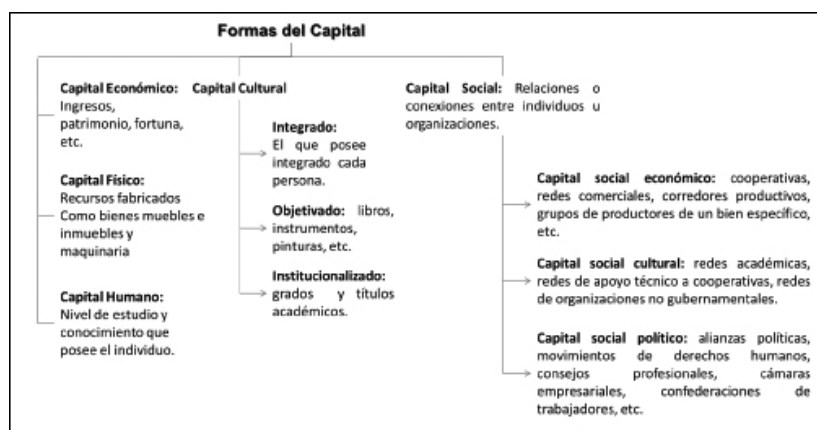 Formas del Capital
Capital Económico:
Ingresos,
patrimonio, fortuna,
etc.
Capital Físico:
Recursos fabricados
Como bienes muebles e
inmuebles y
maquinaria
Capital Humano:
Nivel de estudio y
conocimiento que
posee el individuo.
Capital Cultural
Integrado:
El que posee
integrado cada
persona.
Objetivado: libros,
instrumentos,
pinturas, etc.
Institucionalizado:
grados y títulos
académicos.
Capital Social: Relaciones o
conexiones entre individuos u
organizaciones.
Capital social económico: cooperativas,
redes comerciales, corredores productivos,
grupos de productores de un bien específico,
etc.
Capital social cultural: redes académicas,
redes de apoyo técnico a cooperativas, redes
de organizaciones no gubernamentales.
Capital social político: alianzas políticas,
movimientos de derechos humanos,
consejos profesionales, cámaras
empresariales, confederaciones de
trabajadores, etc.